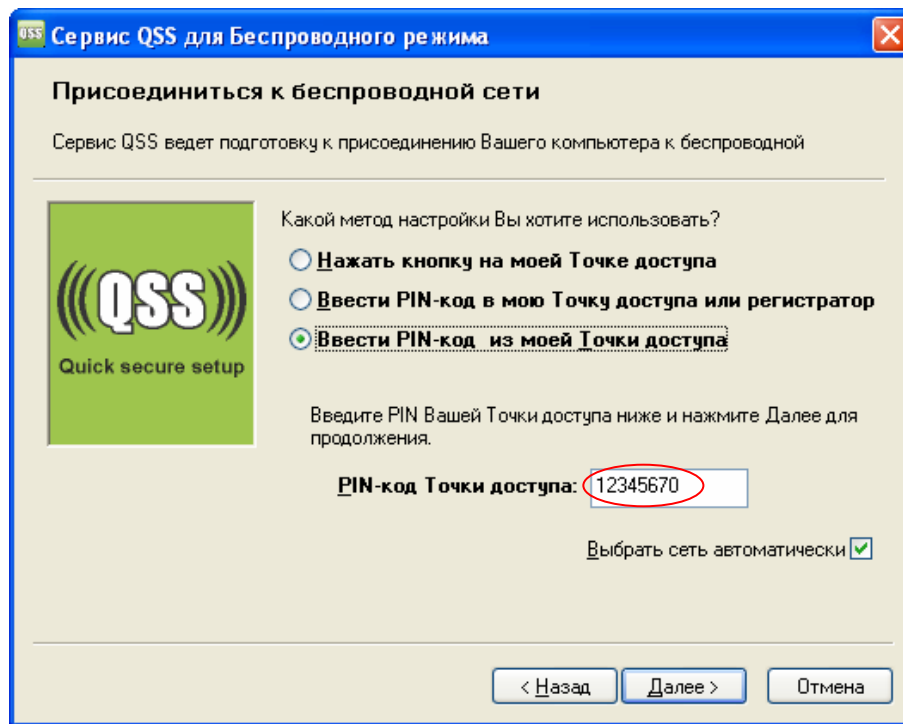 QSS Сервис QSS для Беспроводного режима
Присоединиться к беспроводной сети
Сервис QSS ведет подготовку к присоединению Вашего компьютера к беспроводной
QSS
Quick secure setup
Какой метод настройки Вы хотите использовать?
Нажать кнопку на моей Точке доступа
Ввести PIN-код в мою Точку доступа или регистратор
Ввести PIN-код из моей Точки доступа
Введите PIN Вашей Точки доступа ниже и нажмите Далее для
продолжения.
PIN-код Точки доступа: 12345670
Выбрать сеть автоматически
< Назад Далее > Отмена